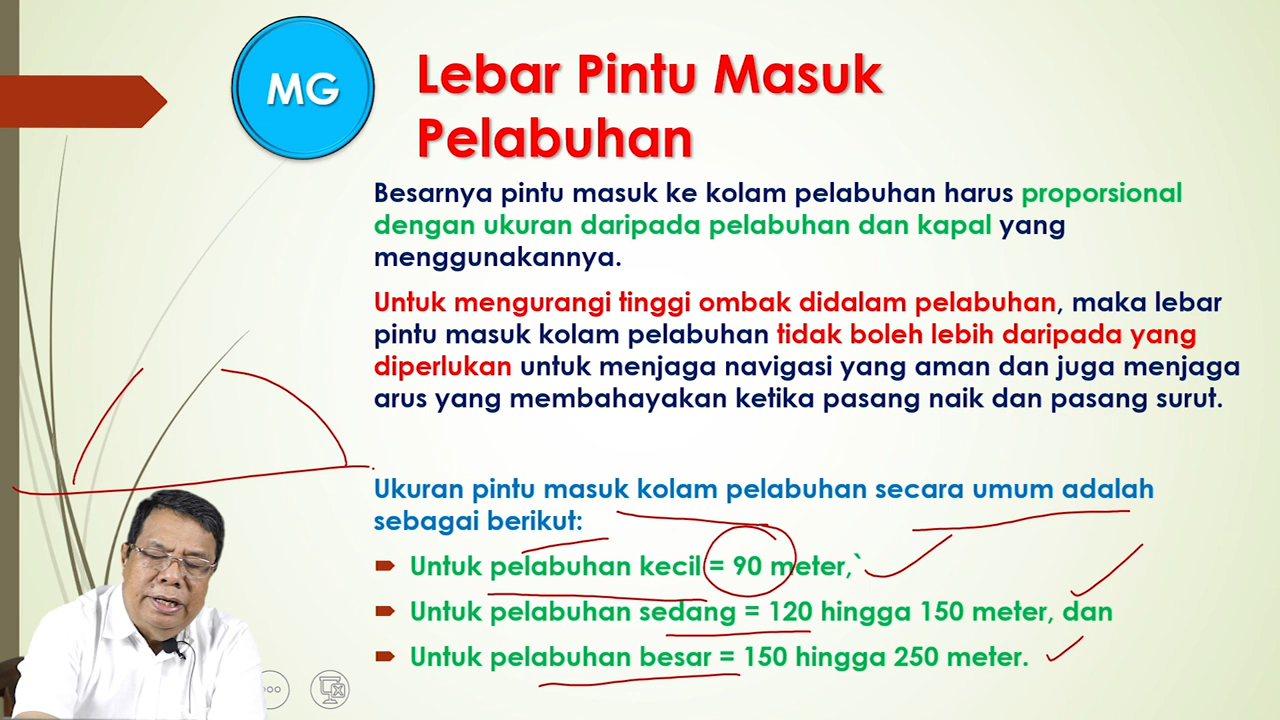 MG
Lebar Pintu Masuk
Pelabuhan
Besarnya pintu masuk ke kolam pelabuhan harus proporsional
dengan ukuran daripada pelabuhan dan kapal yang
menggunakannya.
Untuk mengurangi tinggi ombak didalam pelabuhan, maka lebar
pintu masuk kolam pelabuhan tidak boleh lebih daripada yang
diperlukan untuk menjaga navigasi yang aman dan juga menjaga
arus yang membahayakan ketika pasang naik dan pasang surut.
Ukuran pintu masuk kolam pelabuhan secara umum adalah
sebagai berikut:
Untuk pelabuhan kecil = 90 meter,`
Untuk pelabuhan sedang = 120 hingga 150 meter, dan
Untuk pelabuhan besar = 150 hingga 250 meter.